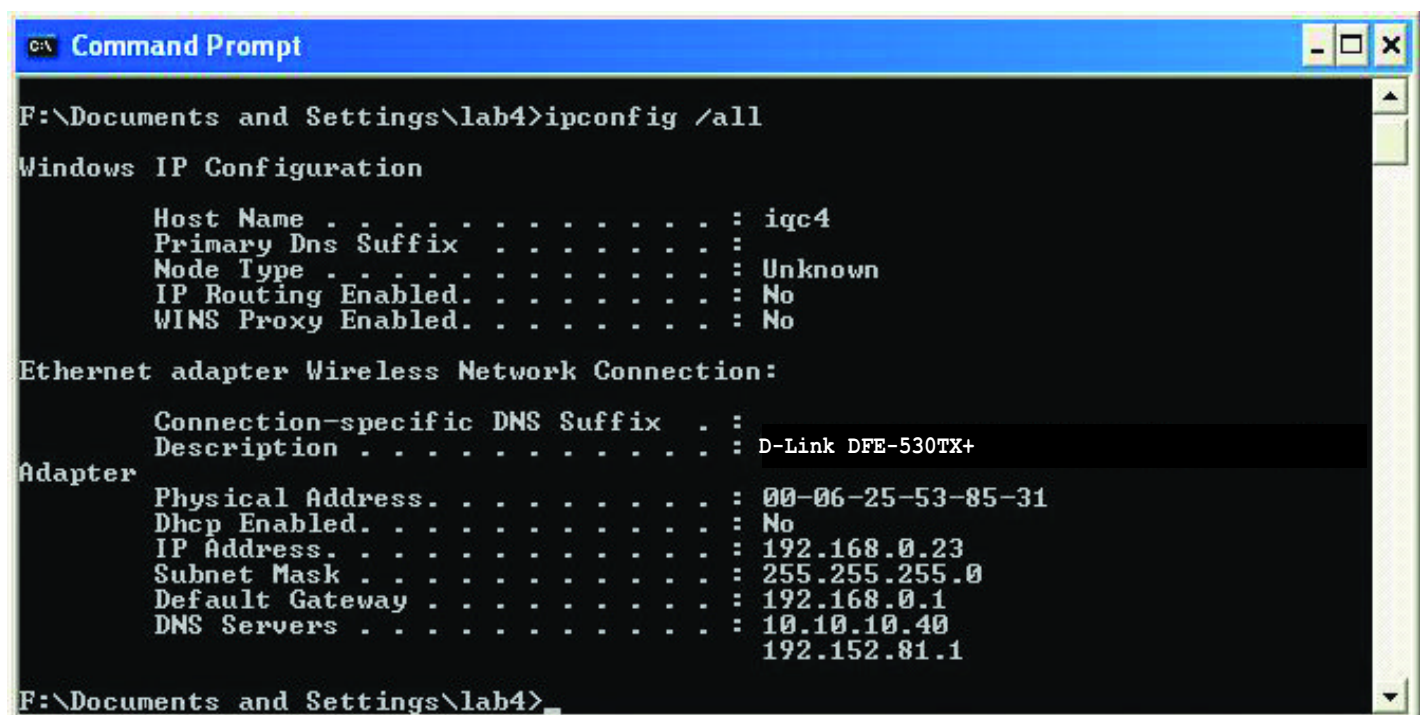 Command Prompt
F:\Documents and Settings\lab4>ipconfig /all
Windows IP Configuration
Host Name . . . . . . . . . . . . : iqc4
Primary Dns Suffix . . . . . . . :
Node Type . . . . . . . . . . . . : Unknown
IP Routing Enabled. . . . . . . . : No
WINS Proxy Enabled. . . . . . . . : No
Ethernet adapter Wireless Network Connection:
Connection-specific DNS Suffix . :
Description . . . . . . . . . . . : D-Link DFE-530TX+
Adapter
Physical Address. . . . . . . . . : 00-06-25-53-85-31
Dhcp Enabled. . . . . . . . . . . : No
IP Address. . . . . . . . . . . . : 192.168.0.23
Subnet Mask . . . . . . . . . . . : 255.255.255.0
Default Gateway . . . . . . . . . : 192.168.0.1
DNS Servers . . . . . . . . . . . : 10.10.10.40
192.152.81.1
F:\Documents and Settings\lab4>_